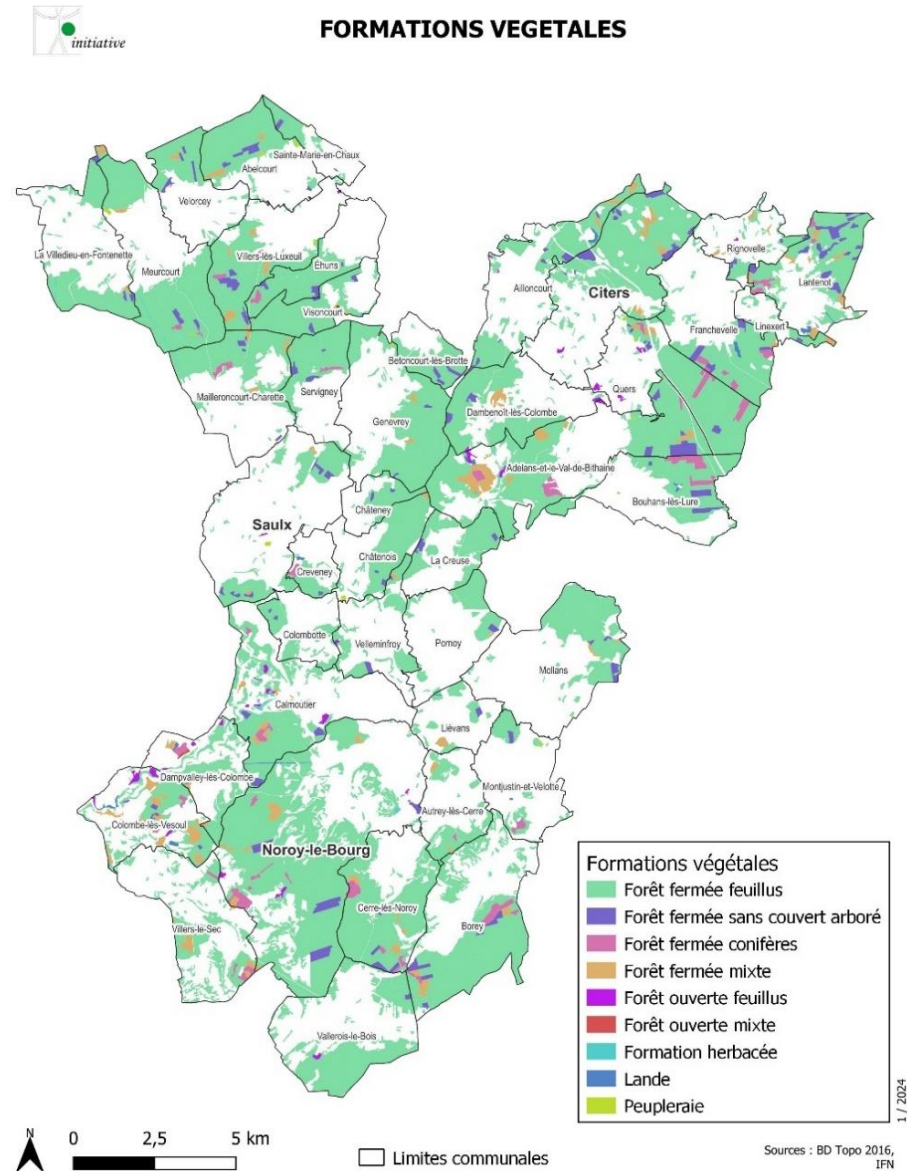 initiative
FORMATIONS VEGETALES
Sainte-Marie-en-Chaux
Abelcourt
Velorcey
La Villedieu-en-Fontenette
Villers-lès-Luxeuil
Meurcourt
Éhuns
Visoncourt
Rignovelle
Lantenot
Ailloncourt
Citers
Franchevelle
Linexert
Betoncourt-lès-Brotte
Quers
Mailleroncourt-Charette
Servigney
Genevrey
Dambenoît-lès-Colombe
Adelans-et-le-Val-de-Bithaine
Bouhans-lès-Lure
Châteney
Saulx
Châtenois
La Creuse
Creveney
Colombotte
Velleminfroy
Pomoy
Mollans
Calmoutier
Liévans
Dampvalley-lès-Colombe
Montjustin-et-Velotte
Autrey-lès-Cerre
Colombe-lès-Vesoul
Noroy-le-Bourg
Cerre-lès-Noroy
Borey
Villers-le-Sec
Vallerois-le-Bois
Formations végétales
Forêt fermée feuillus
Forêt fermée sans couvert arboré
Forêt fermée conifères
Forêt fermée mixte
Forêt ouverte feuillus
Forêt ouverte mixte
Formation herbacée
Lande
Peupleraie
1 / 2024
N
0 2,5 5 km
Limites communales
Sources : BD Topo 2016,
IFN